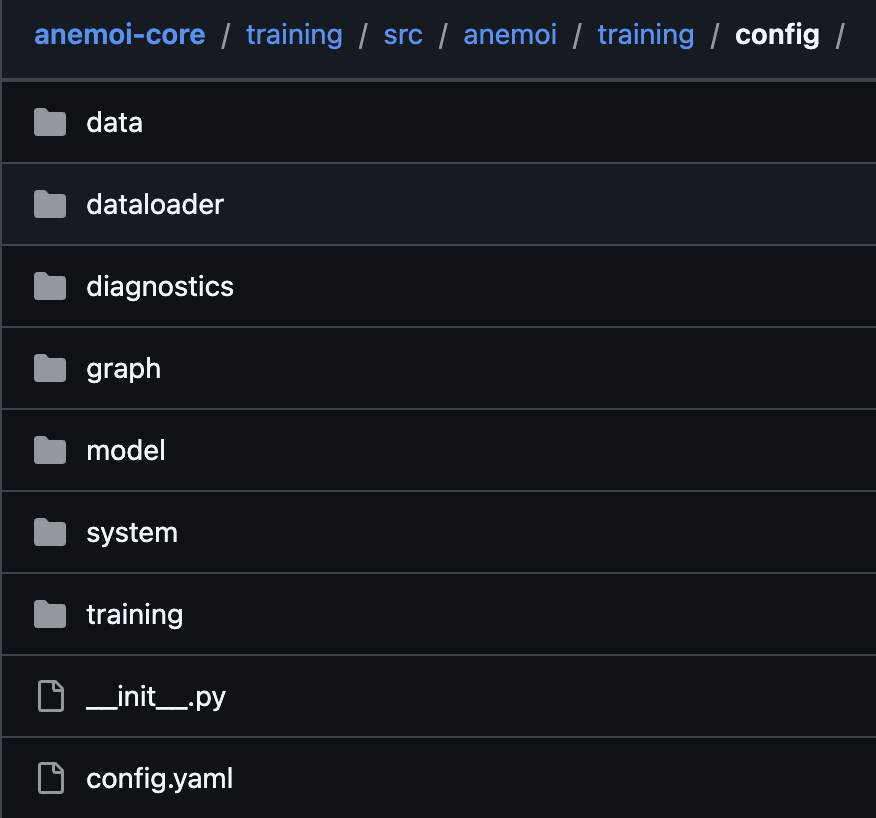 anemoi-core / training / src / anemoi / training / config /
data
dataloader
diagnostics
graph
model
system
training
__init__.py
config.yaml